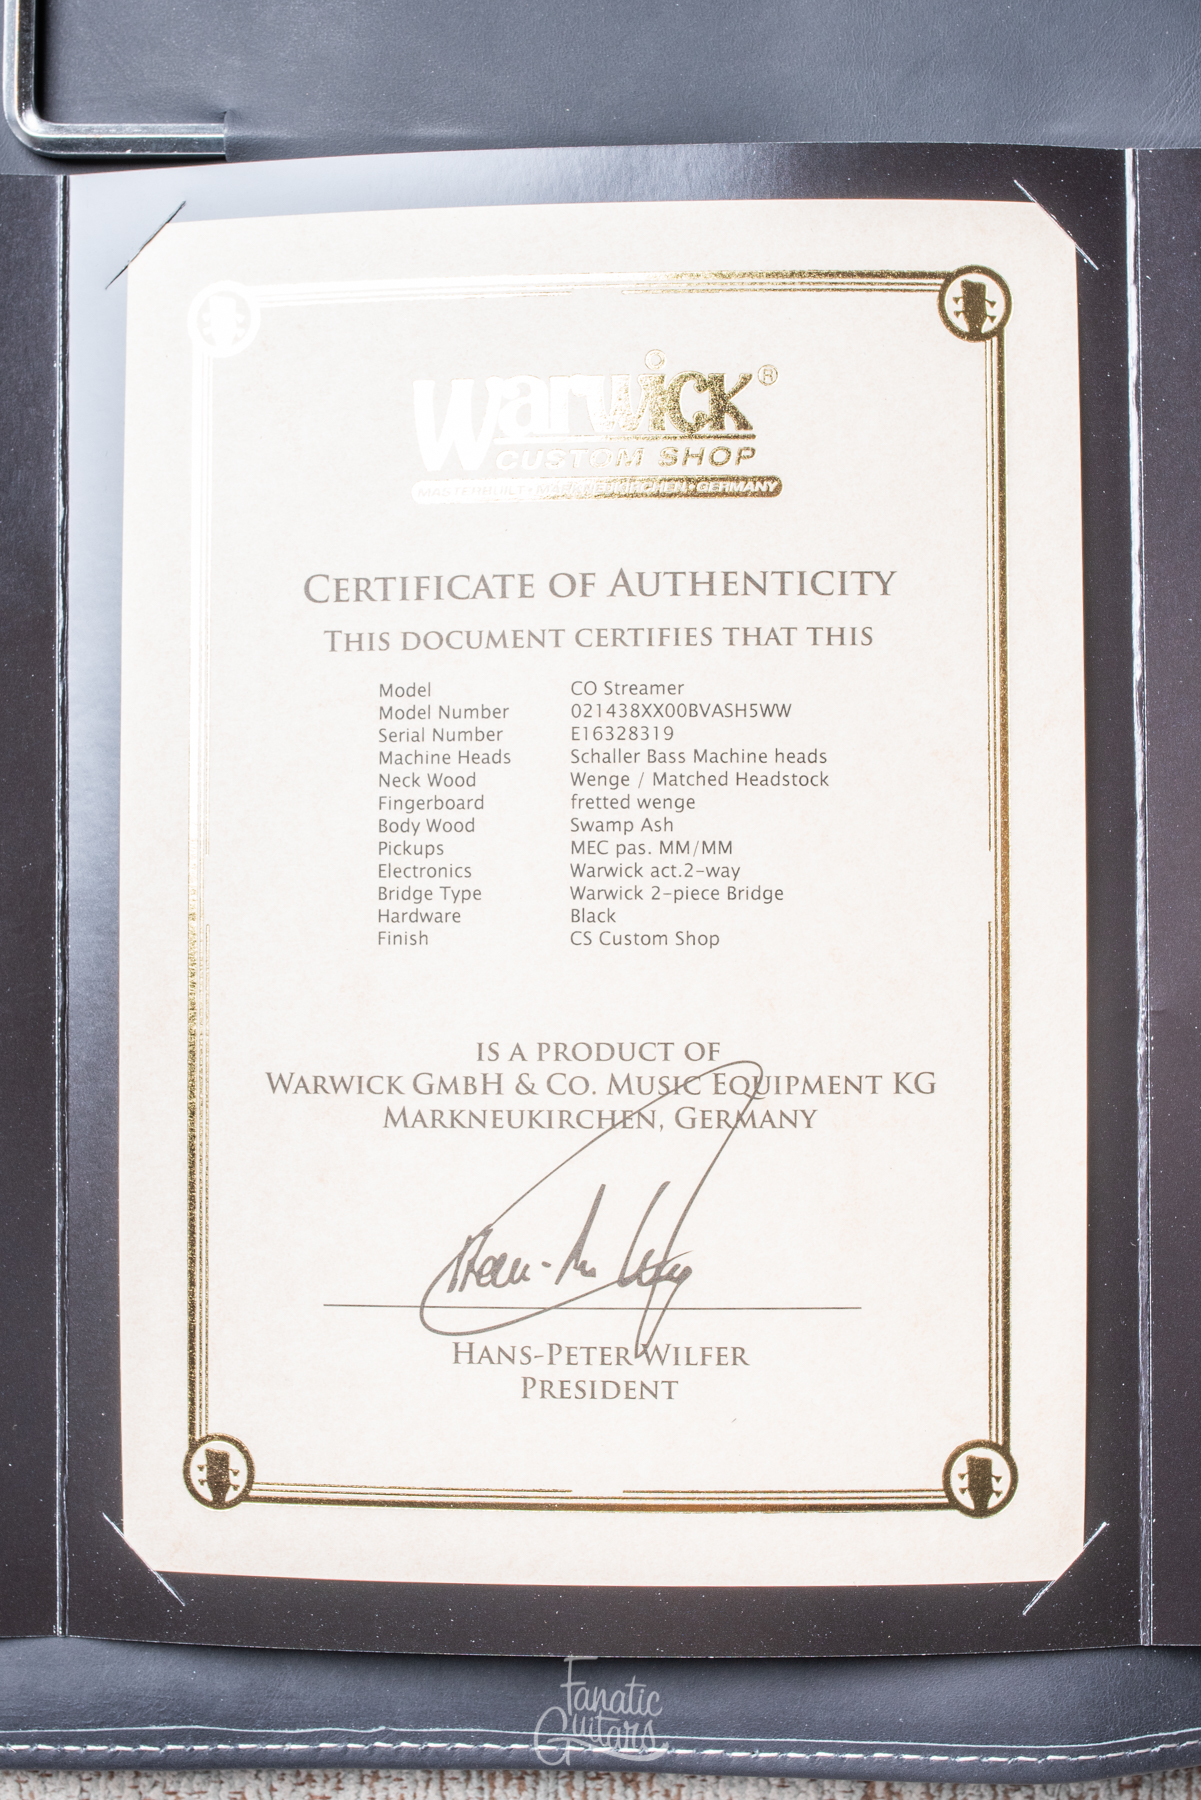 Warwick®
CUSTOM SHOP
MASTERBUILT • MARKNEUKIRCHEN • GERMANY
CERTIFICATE OF AUTHENTICITY
THIS DOCUMENT CERTIFIES THAT THIS
Model CO Streamer
Model Number 021438XX00BVASH5WW
Serial Number E16328319
Machine Heads Schaller Bass Machine heads
Neck Wood Wenge / Matched Headstock
Fingerboard fretted wenge
Body Wood Swamp Ash
Pickups MEC pas. MM/MM
Electronics Warwick act.2-way
Bridge Type Warwick 2-piece Bridge
Hardware Black
Finish CS Custom Shop
IS A PRODUCT OF
WARWICK GMBH & CO. MUSIC EQUIPMENT KG
MARKNEUKIRCHEN, GERMANY
HANS-PETER WILFER
PRESIDENT
Fanatic
Guitars